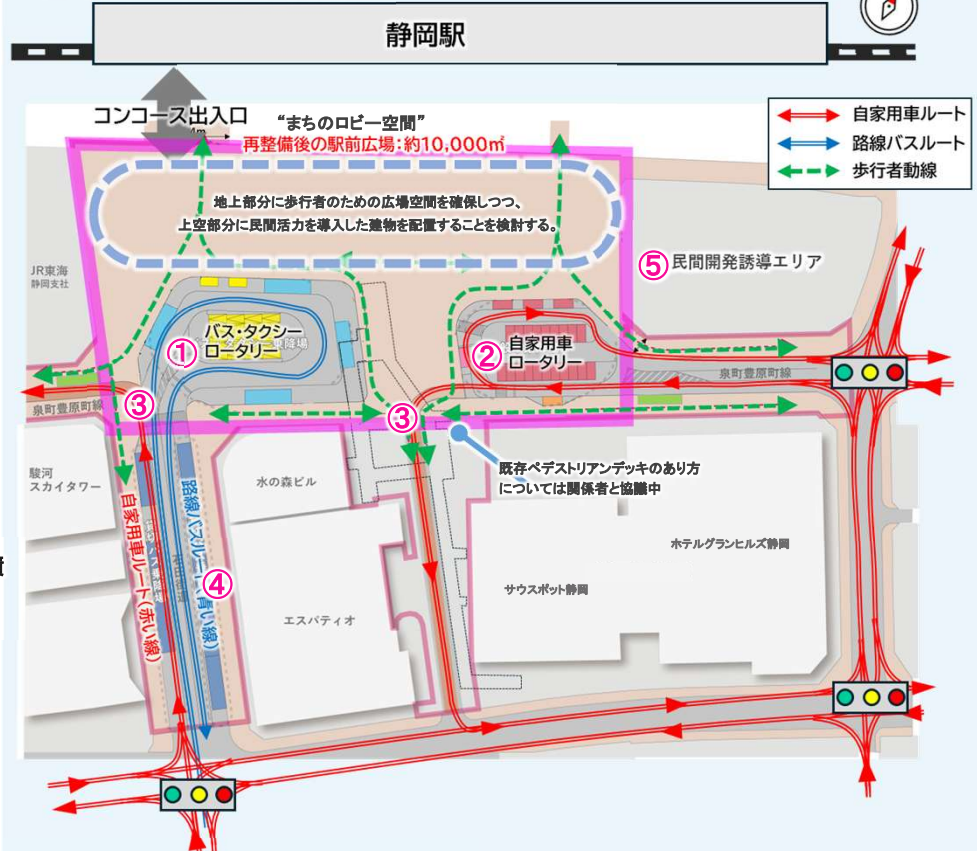 静岡駅
コンコース出入口
4m
“まちのロビー空間”
再整備後の駅前広場：約10,000㎡
自家用車ルート
路線バスルート
歩行者動線
地上部分に歩行者のための広場空間を確保しつつ、
上空部分に民間活力を導入した建物を配置することを検討する。
JR東海
静岡支社
⑤民間開発誘導エリア
①
バス・タクシー
ロータリー
乗降場
②
自家用車
ロータリー
泉町豊原町線
泉町豊原町線
③
③
既存ペデストリアンデッキのあり方
については関係者と協議中
駿河
スカイタワー
水の森ビル
自家用車ルート（赤い線）
路線バスルート（青い線）
④
エスパティオ
サウスポット静岡
ホテルグランヒルズ静岡